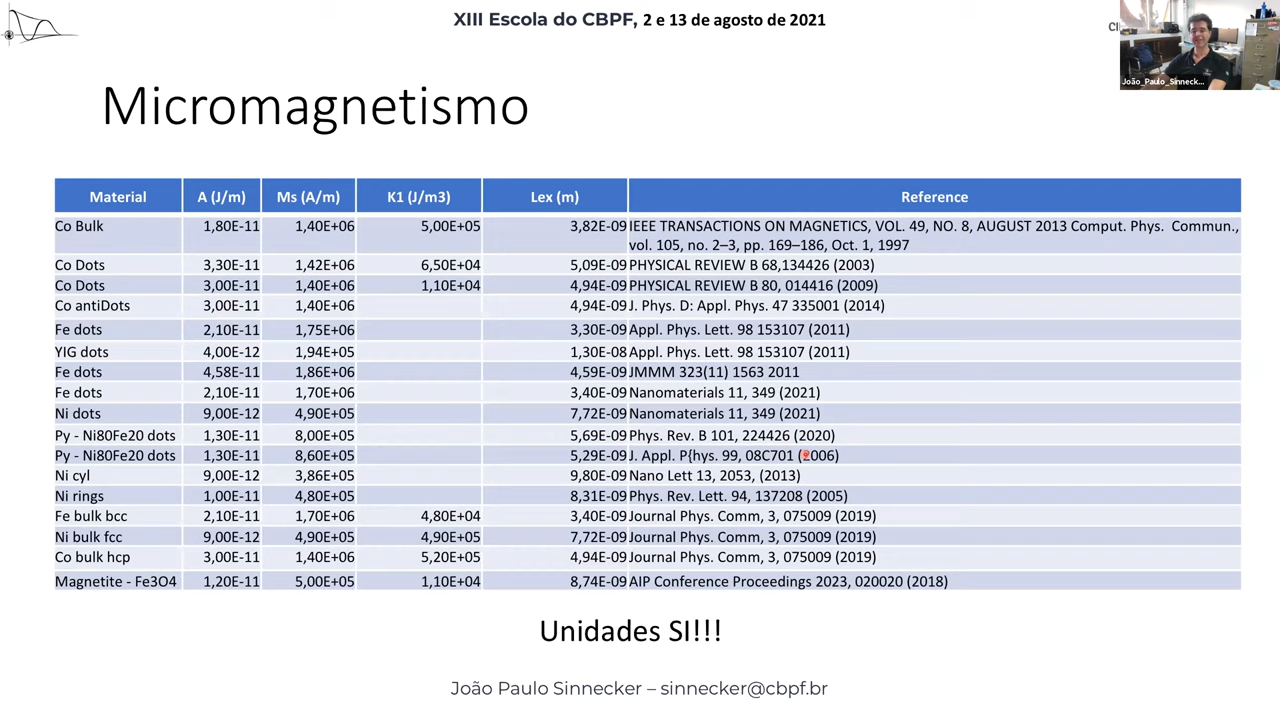 XIII Escola do CBPF, 2 e 13 de agosto de 2021
João_Paulo_Sinneck...
Micromagnetismo
Material A (J/m) Ms (A/m) K1 (J/m3) Lex (m) Reference
Co Bulk 1,80E-11 1,40E+06 5,00E+05 3,82E-09 IEEE TRANSACTIONS ON MAGNETICS, VOL. 49, NO. 8, AUGUST 2013 Comput. Phys. Commun.,
vol. 105, no. 2–3, pp. 169–186, Oct. 1, 1997
Co Dots 3,30E-11 1,42E+06 6,50E+04 5,09E-09 PHYSICAL REVIEW B 68,134426 (2003)
Co Dots 3,00E-11 1,40E+06 1,10E+04 4,94E-09 PHYSICAL REVIEW B 80, 014416 (2009)
Co antiDots 3,00E-11 1,40E+06 4,94E-09 J. Phys. D: Appl. Phys. 47 335001 (2014)
Fe dots 2,10E-11 1,75E+06 3,30E-09 Appl. Phys. Lett. 98 153107 (2011)
YIG dots 4,00E-12 1,94E+05 1,30E-08 Appl. Phys. Lett. 98 153107 (2011)
Fe dots 4,58E-11 1,86E+06 4,59E-09 JMMM 323(11) 1563 2011
Fe dots 2,10E-11 1,70E+06 3,40E-09 Nanomaterials 11, 349 (2021)
Ni dots 9,00E-12 4,90E+05 7,72E-09 Nanomaterials 11, 349 (2021)
Py - Ni80Fe20 dots 1,30E-11 8,00E+05 5,69E-09 Phys. Rev. B 101, 224426 (2020)
Py - Ni80Fe20 dots 1,30E-11 8,60E+05 5,29E-09 J. Appl. P{hys. 99, 08C701 (2006)
Ni cyl 9,00E-12 3,86E+05 9,80E-09 Nano Lett 13, 2053, (2013)
Ni rings 1,00E-11 4,80E+05 8,31E-09 Phys. Rev. Lett. 94, 137208 (2005)
Fe bulk bcc 2,10E-11 1,70E+06 4,80E+04 3,40E-09 Journal Phys. Comm, 3, 075009 (2019)
Ni bulk fcc 9,00E-12 4,90E+05 4,90E+05 7,72E-09 Journal Phys. Comm, 3, 075009 (2019)
Co bulk hcp 3,00E-11 1,40E+06 5,20E+05 4,94E-09 Journal Phys. Comm, 3, 075009 (2019)
Magnetite - Fe3O4 1,20E-11 5,00E+05 1,10E+04 8,74E-09 AIP Conference Proceedings 2023, 020020 (2018)
Unidades SI!!!
João Paulo Sinnecker – sinnecker@cbpf.br